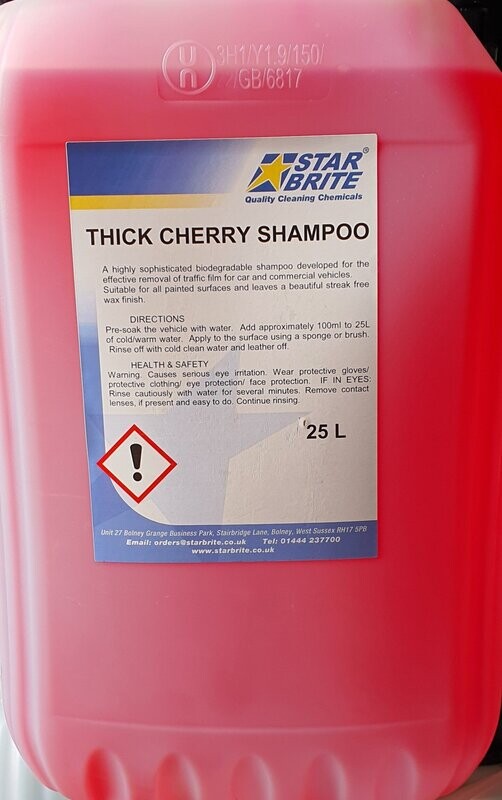 3H1/Y1.9/150/
GB/6817
STAR
BRITE®
Quality Cleaning Chemicals
THICK CHERRY SHAMPOO
A highly sophisticated biodegradable shampoo developed for the
effective removal of traffic film for car and commercial vehicles.
Suitable for all painted surfaces and leaves a beautiful streak free
wax finish.
DIRECTIONS
Pre-soak the vehicle with water. Add approximately 100ml to 25L
of cold/warm water. Apply to the surface using a sponge or brush.
Rinse off with cold clean water and leather off.
HEALTH & SAFETY
Warning. Causes serious eye irritation. Wear protective gloves/
protective clothing/ eye protection/ face protection. IF IN EYES:
Rinse cautiously with water for several minutes. Remove contact
lenses, if present and easy to do. Continue rinsing.
25 L
Unit 27 Bolney Grange Business Park, Stairbridge Lane, Bolney, West Sussex RH17 5PB
Email: orders@starbrite.co.uk Tel: 01444 237700
www.starbrite.co.uk